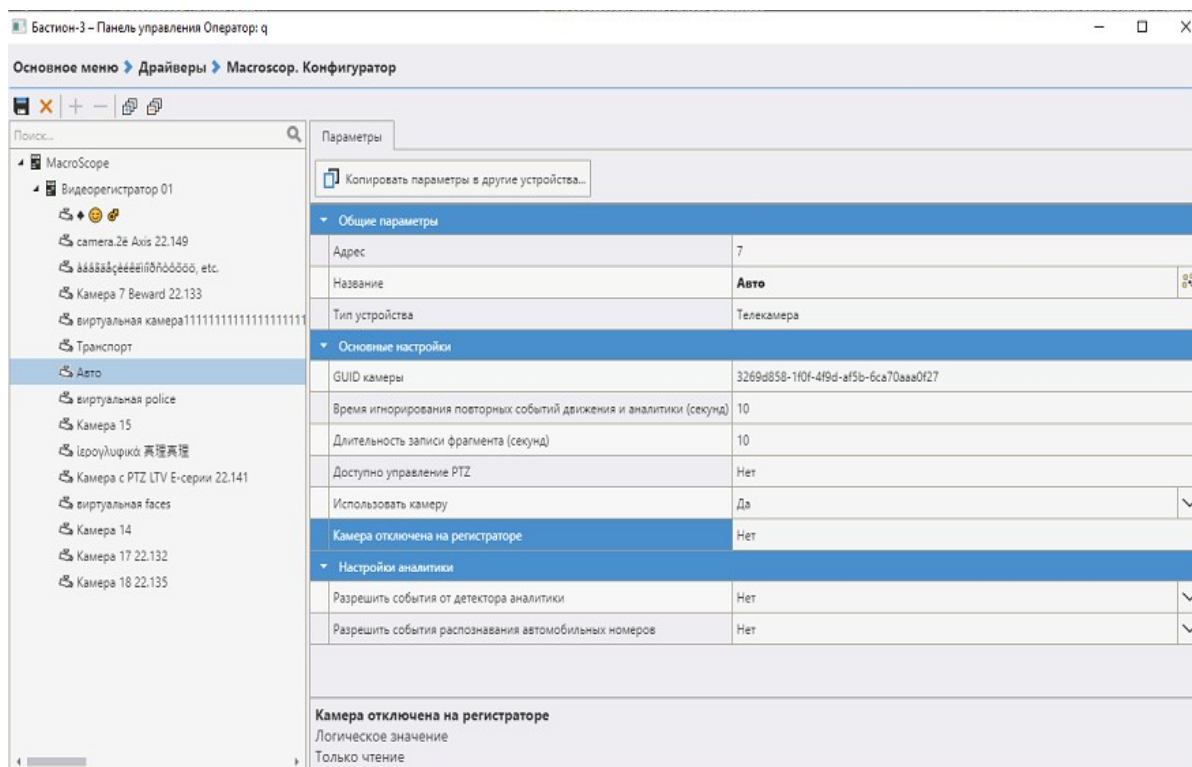 Бастион-3 – Панель управления Оператор: q
Основное меню Драйверы Macroscop. Конфигуратор
Поиск...
MacroScope
Видеорегистратор 01
camera.2ё Axis 22.149
Камера 7 Beward 22.133
Транспорт
Авто
виртуальная police
Камера 15
Камера с PTZ LTV E-серии 22.141
виртуальная faces
Камера 14
Камера 17 22.132
Камера 18 22.135
Параметры
Копировать параметры в другие устройства...
Общие параметры
Адрес 7
Название Авто
Тип устройства Телекамера
Основные настройки
GUID камеры 3269d858-1f0f-4f9d-af5b-6ca70aaa0f27
Время игнорирования повторных событий движения и аналитики (секунд) 10
Длительность записи фрагмента (секунд) 10
Доступно управление PTZ Нет
Использовать камеру Да
Камера отключена на регистраторе Нет
Настройки аналитики
Разрешить события от детектора аналитики Нет
Разрешить события распознавания автомобильных номеров Нет
Камера отключена на регистраторе
Логическое значение
Только чтение